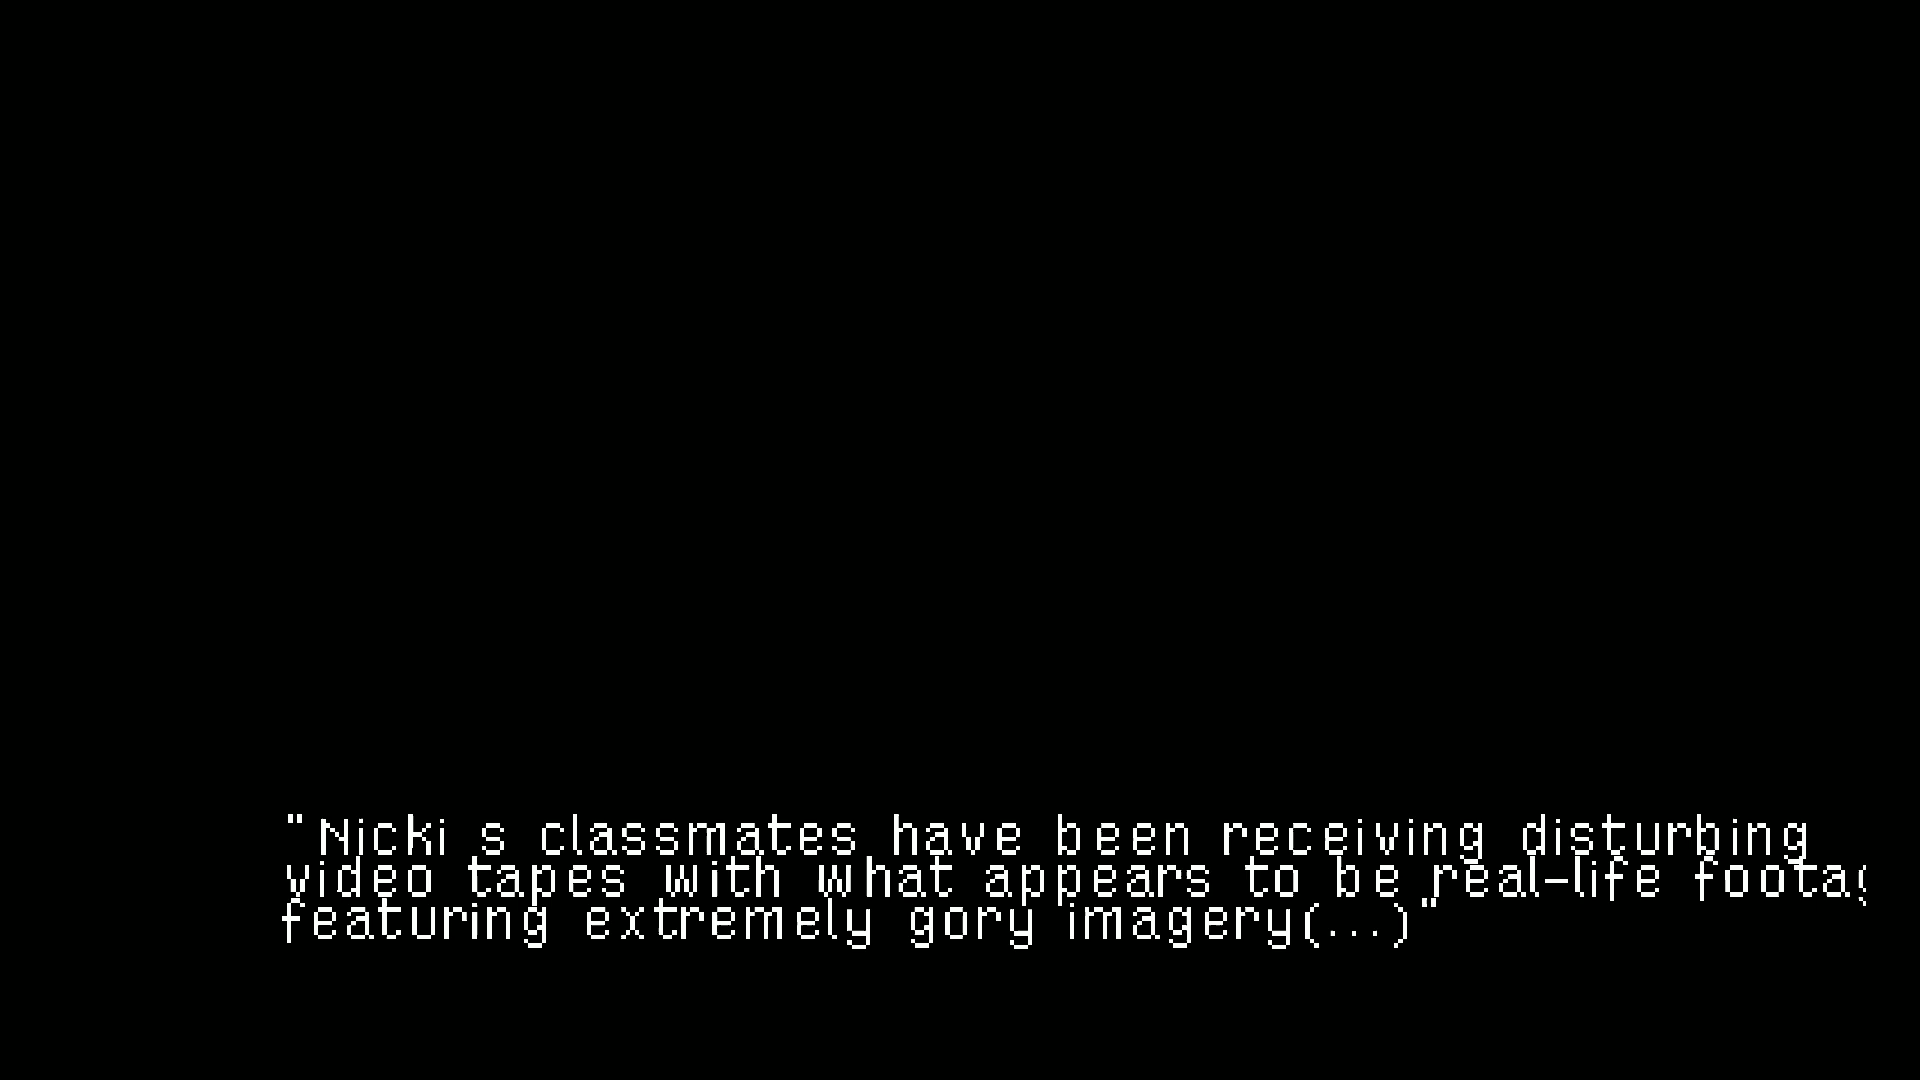 "Nicki s classmates have been receiving disturbing
video tapes with what appears to be real-life footag
featuring extremely gory imagery(...)"